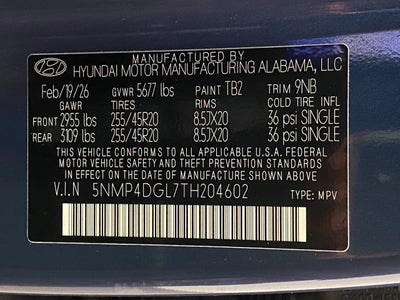 MANUFACTURED BY
HYUNDAI MOTOR MANUFACTURING ALABAMA, LLC
Feb/19/26 GVWR 5677 lbs PAINT TB2 TRIM 9NB
GAWR TIRES RIMS COLD INF.
FRONT 2955 lbs 255/45R20 8.5JX20 36 psi SINGLE
REAR 3109 lbs 255/45R20 8.5JX20 36 psi SINGLE
THIS VEHICLE CONFORMS TO ALL APPLICABLE U.S.A. FEDERAL
MOTOR VEHICLE SAFETY, BUMPER, AND THEFT PREVENTION
STANDARDS IN EFFECT ON THE DATE OF MANUFACTURE SHOWN ABOVE.
V.I.N 5NMP4DGL7TH204602 TYPE: MPV